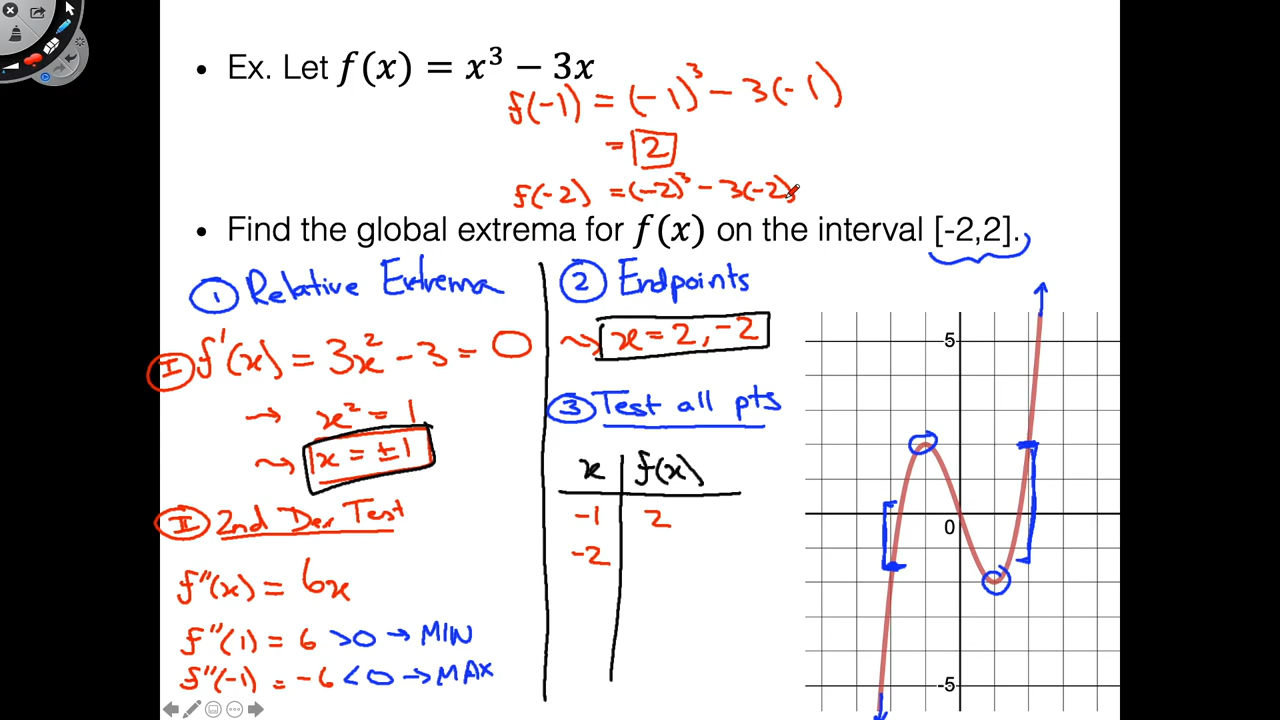 • Ex. Let f(x) = x³ − 3x
f(-1) = (-1)³ - 3(-1)
= 2
f(-2) = (-2)³ - 3(-2)
• Find the global extrema for f(x) on the interval [-2,2].
① Relative Extrema
Ⓘ f'(x) = 3x² - 3 = 0
→ x² = 1
→ x = ±1
Ⅱ 2nd Der Test
f''(x) = 6x
f''(1) = 6 >0 → MIN
f''(-1) = -6 <0 → MAX
② Endpoints
→ x = 2, -2
③ Test all pts
x f(x)
-1 2
-2
5
0
-5